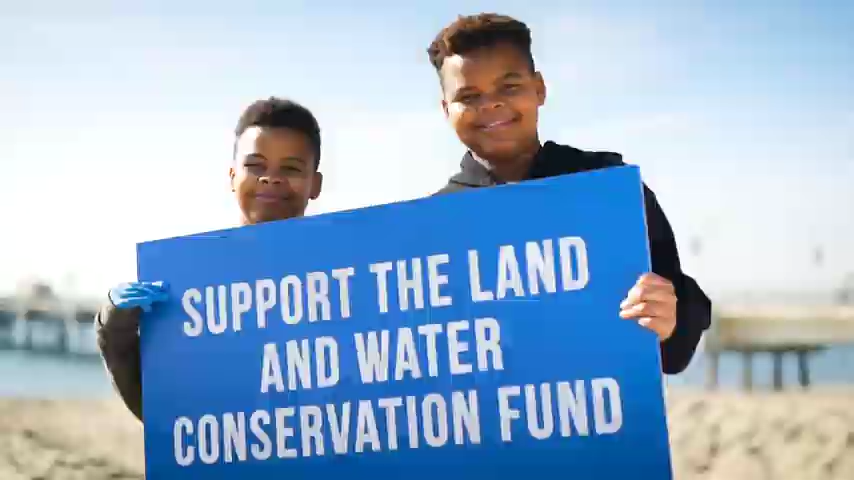 SUPPORT THE LAND
AND WATER
CONSERVATION FUND